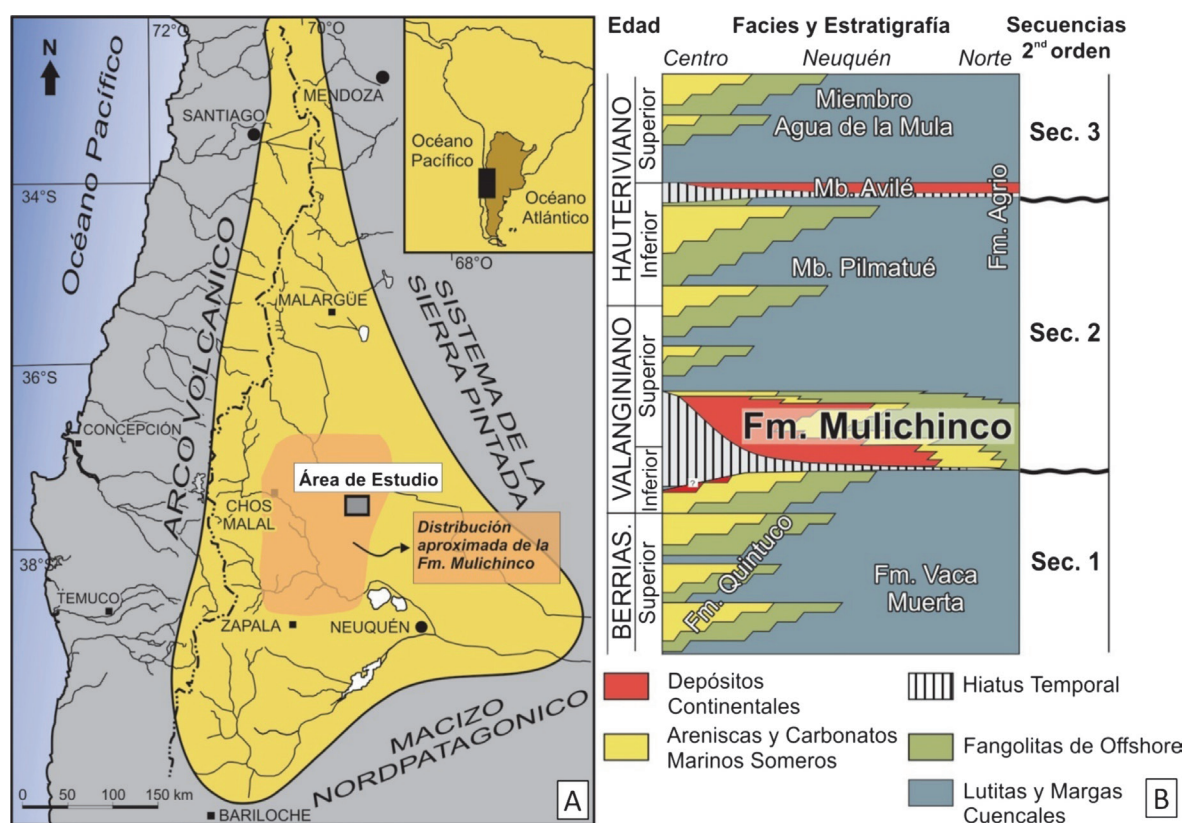 72°O
70°O
N
Océano Pacífico
MENDOZA
SANTIAGO
Océano
Pacífico
Océano
Atlántico
34°S
68°O
ARCO VOLCANICO
SISTEMA DE LA
SIERRA PINTADA
MALARGÜE
36°S
CONCEPCIÓN
Área de Estudio
CHOS
MALAL
Distribución
aproximada de la
Fm. Mulichinco
38°S
TEMUCO
ZAPALA
NEUQUÉN
MACIZO
NORDPATAGONICO
0 50 100 150 km
BARILOCHE
A
Edad
Facies y Estratigrafía
Secuencias
2nd orden
Centro
Neuquén
Norte
HAUTERIVIANO
Superior
Inferior
VALANGINIANO
Superior
Inferior
BERRIAS.
Superior
Miembro
Agua de la Mula
Mb. Avilé
Fm. Agrio
Mb. Pilmatué
Fm. Mulichinco
?
Fm. Quintuco
Fm. Vaca
Muerta
Sec. 3
Sec. 2
Sec. 1
Depósitos
Continentales
Areniscas y Carbonatos
Marinos Someros
Hiatus Temporal
Fangolitas de Offshore
Lutitas y Margas
Cuencales
B